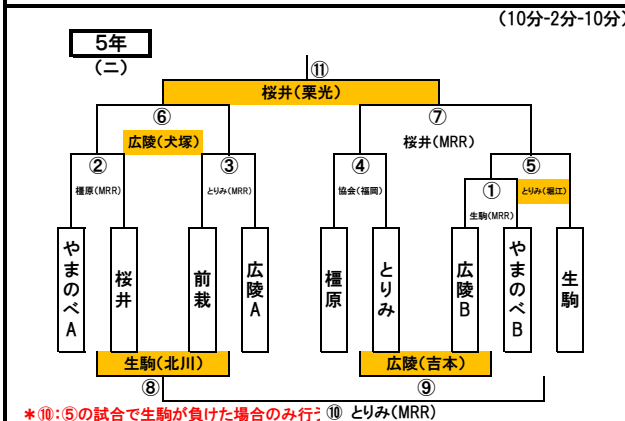 (10分-2分-10分)
5年
(二)
⑪
桜井(栗光)
⑥
⑦
広陵(犬塚)
桜井(MRR)
②
③
④
⑤
橿原(MRR)
とりみ(MRR)
協会(福岡)
①
とりみ(堀江)
生駒(MRR)
やまのべA
桜井
前栽
広陵A
橿原
とりみ
広陵B
やまのべB
生駒
生駒(北川)
広陵(吉本)
⑧
⑨
*⑩:⑤の試合で生駒が負けた場合のみ行う
⑩ とりみ(MRR)